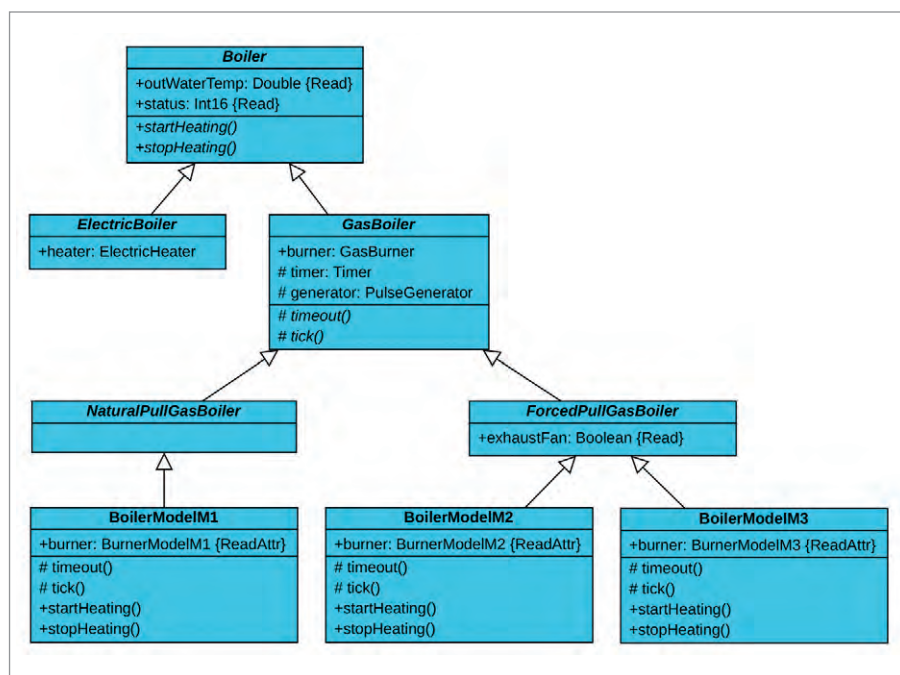 Boiler
+outWaterTemp: Double {Read}
+status: Int16 {Read}
+startHeating()
+stopHeating()
ElectricBoiler
+heater: ElectricHeater
GasBoiler
+burner: GasBurner
# timer: Timer
# generator: PulseGenerator
# timeout()
# tick()
NaturalPullGasBoiler
ForcedPullGasBoiler
+exhaustFan: Boolean {Read}
BoilerModelM1
+burner: BurnerModelM1 {ReadAttr}
# timeout()
# tick()
+startHeating()
+stopHeating()
BoilerModelM2
+burner: BurnerModelM2 {ReadAttr}
# timeout()
# tick()
+startHeating()
+stopHeating()
BoilerModelM3
+burner: BurnerModelM3 {ReadAttr}
# timeout()
# tick()
+startHeating()
+stopHeating()